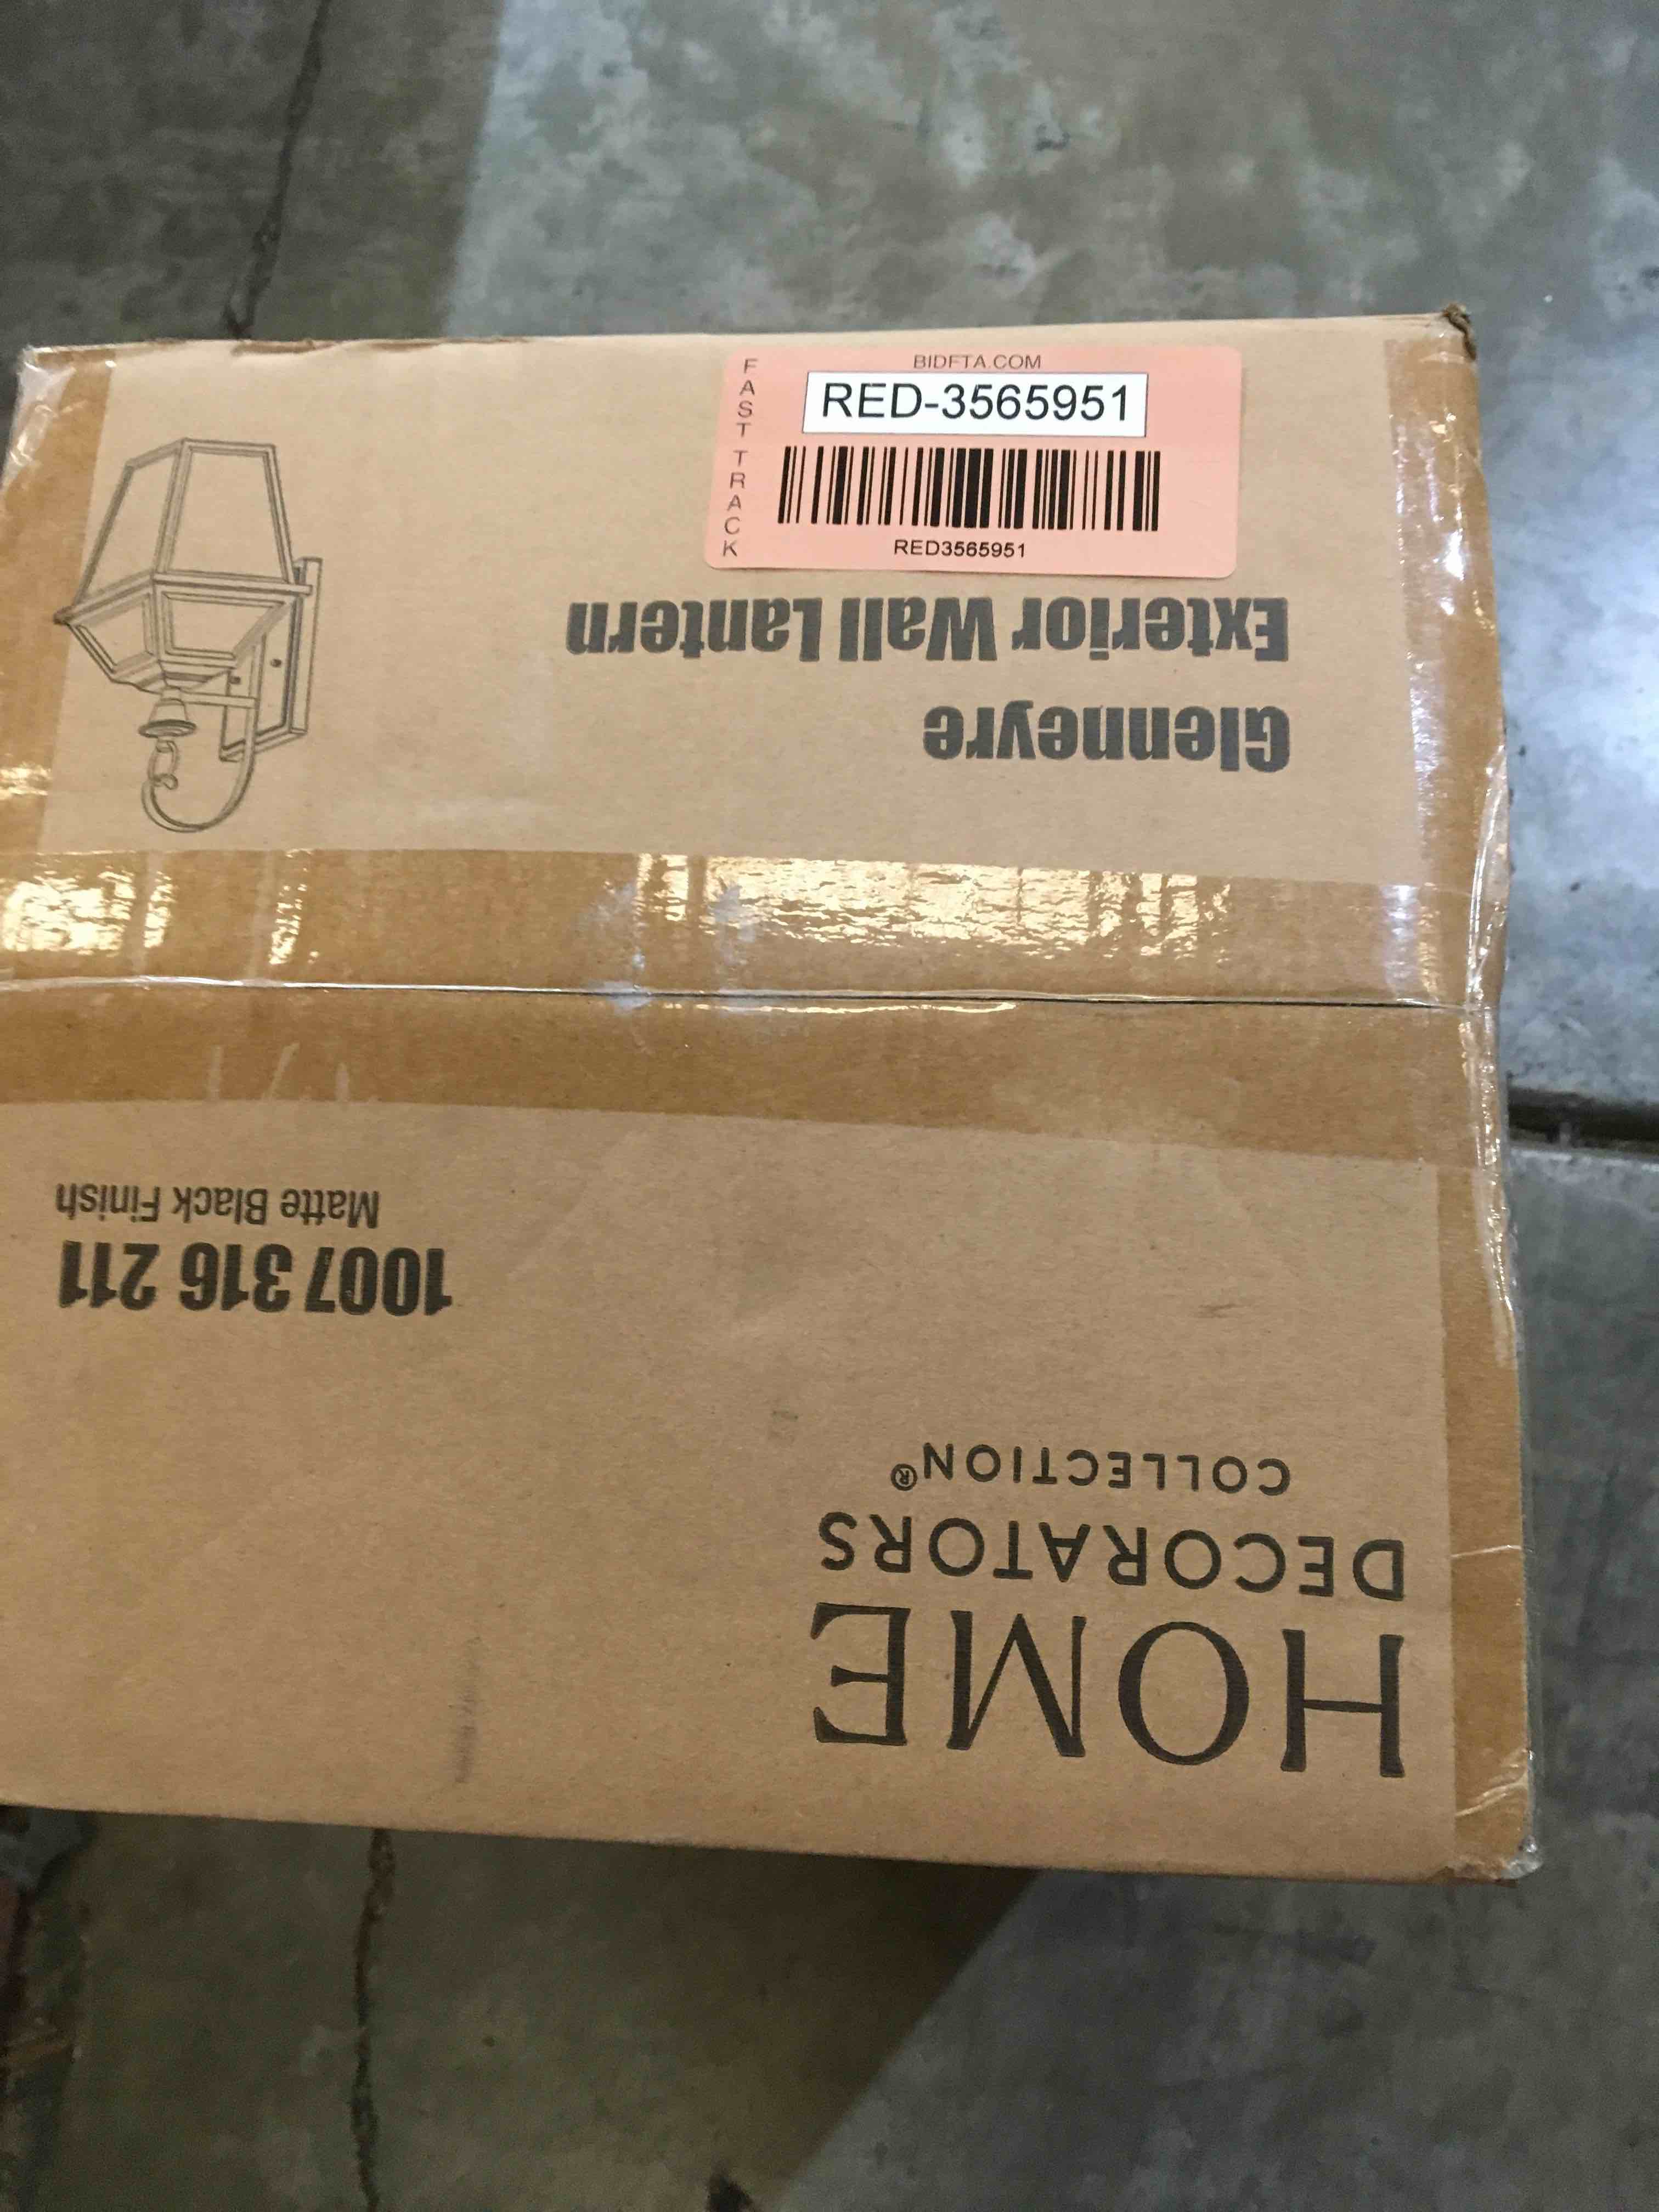 BIDFTA.COM
FAST TRACK
RED-3565951
RED3565951
HOME
DECORATORS
COLLECTION®
1007 316 211
Matte Black Finish
Glenneyre
Exterior Wall Lantern